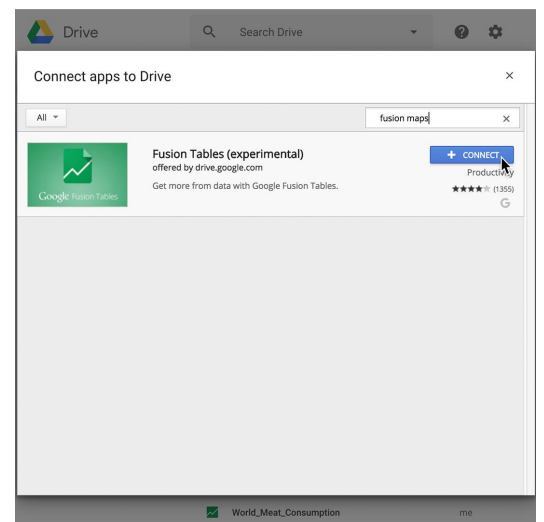 Drive
Search Drive
Connect apps to Drive
All
fusion maps
Fusion Tables (experimental)
offered by drive.google.com
Get more from data with Google Fusion Tables.
Google Fusion Tables
+ CONNECT
Productivity
(1355)
G
World_Meat_Consumption
me